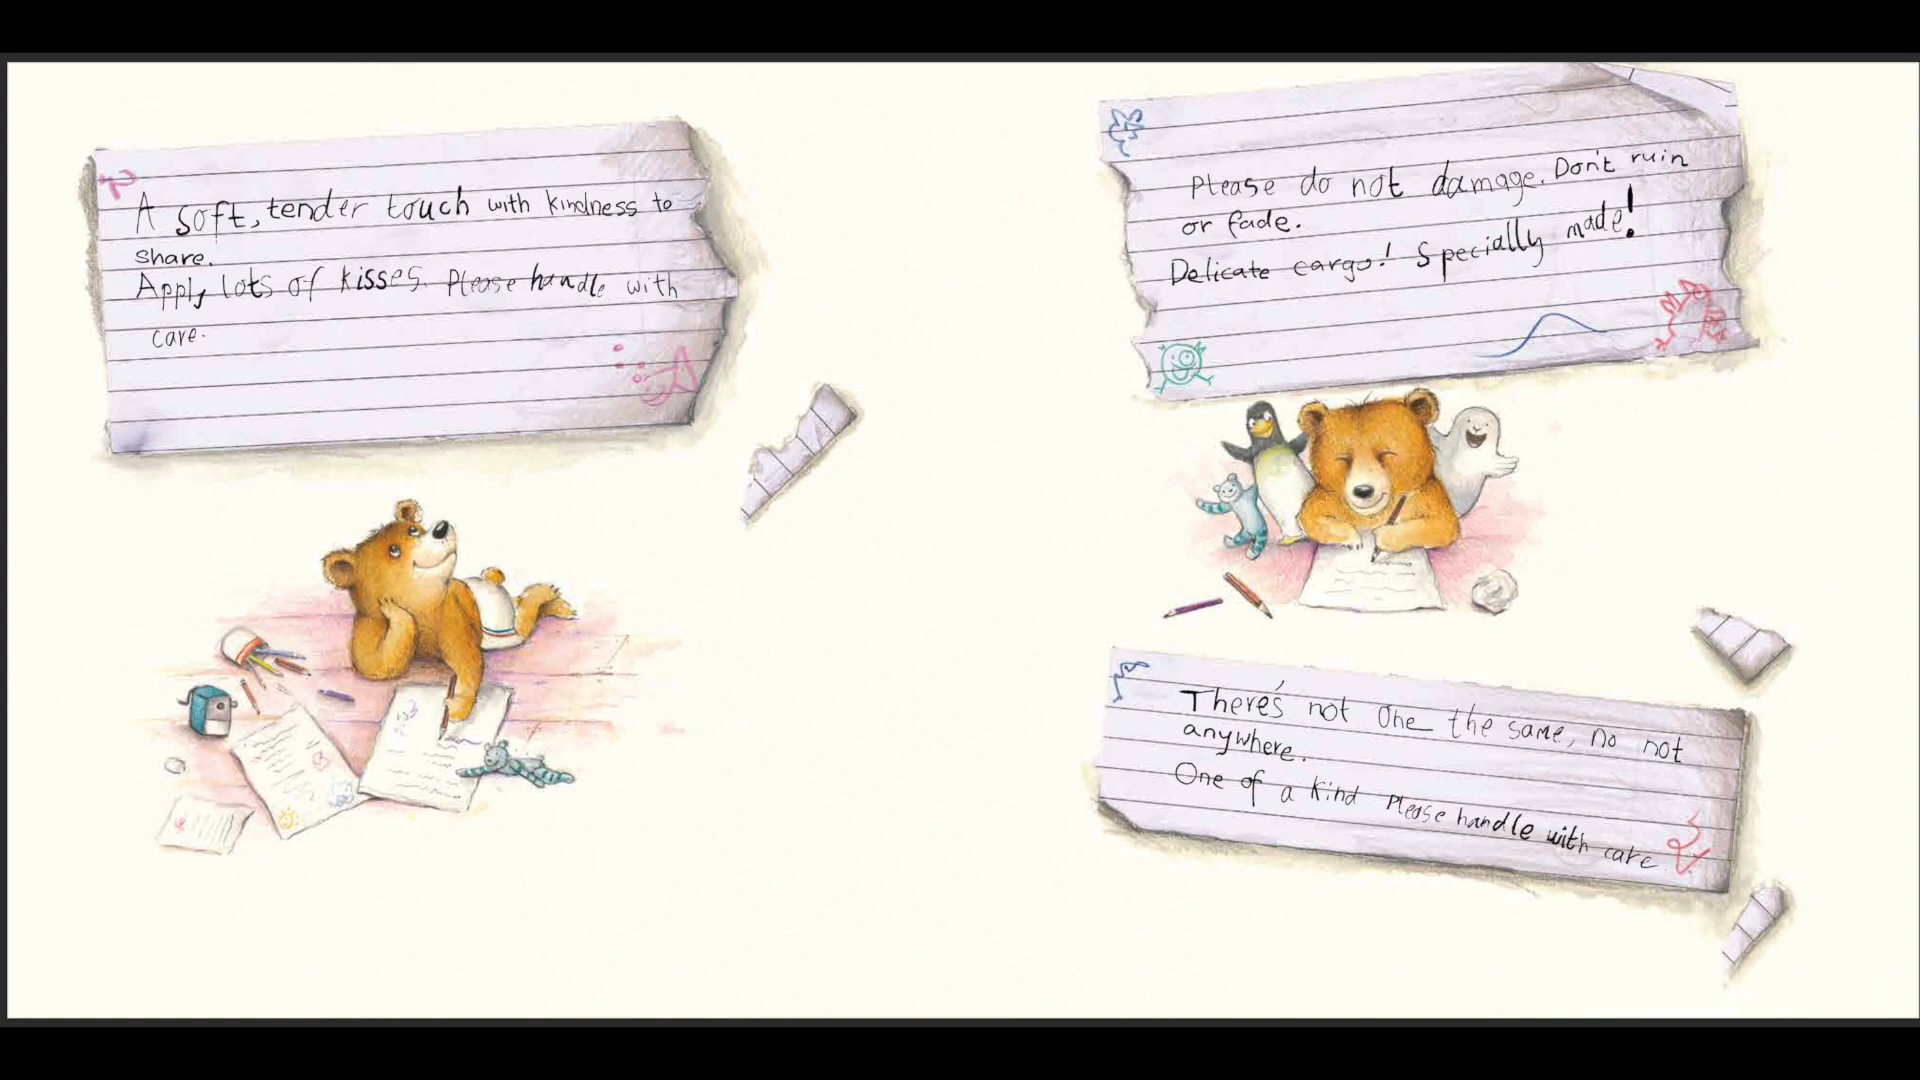 A soft, tender touch with kindness to
share.
Apply lots of kisses. Please handle with
care.
Please do not damage. Don't ruin
or fade.
Delicate cargo! Specially made!
There's not one the same, no not
anywhere.
One of a kind Please handle with care